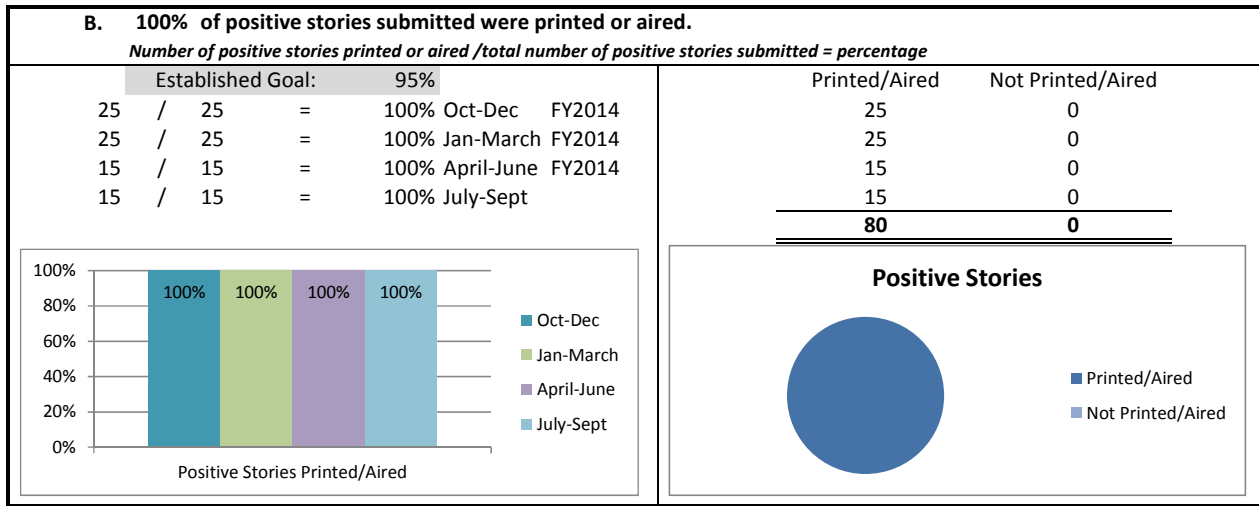 B. 100% of positive stories submitted were printed or aired.
Number of positive stories printed or aired /total number of positive stories submitted = percentage
Established Goal: 95%
25 / 25 = 100% Oct-Dec FY2014
25 / 25 = 100% Jan-March FY2014
15 / 15 = 100% April-June FY2014
15 / 15 = 100% July-Sept
Printed/Aired Not Printed/Aired
25 0
25 0
15 0
15 0
80 0
100%
80%
60%
40%
20%
0%
100% 100% 100% 100%
Positive Stories Printed/Aired
Oct-Dec
Jan-March
April-June
July-Sept
Positive Stories
Printed/Aired
Not Printed/Aired